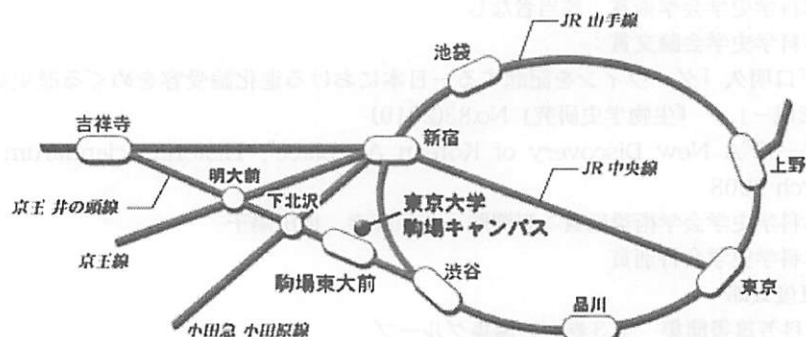 JR 山手線
池袋
吉祥寺
新宿
上野
明大前
JR 中央線
下北沢
東京大学
駒場キャンパス
京王 井の頭線
京王線
駒場東大前
渋谷
東京
品川
小田急 小田原線